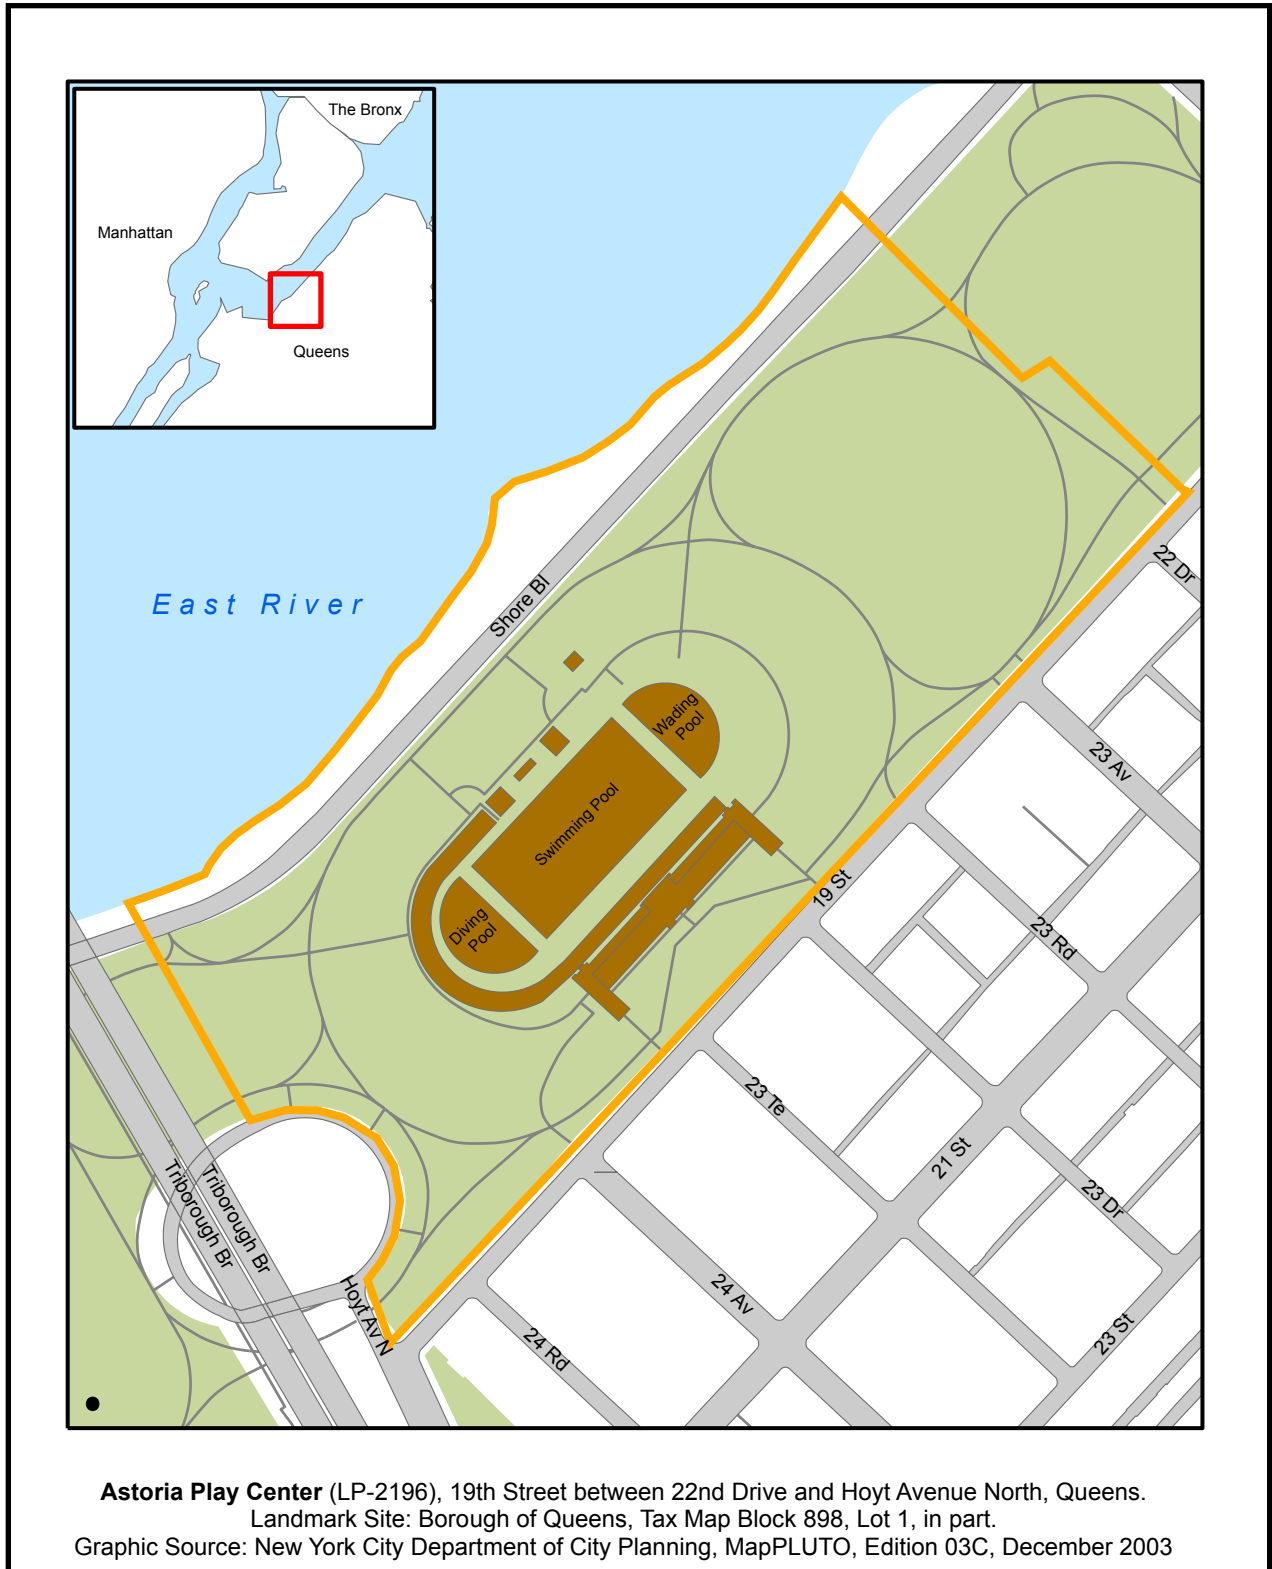 The Bronx
Manhattan
Queens
East River
Shore Bl
22 Dr
Wading
Pool
23 Av
Swimming Pool
19 St
Diving
Pool
23 Rd
23 Te
21 St
Triborough Br
Triborough Br
23 Dr
Hoyt Av N
24 Av
24 Rd
23 St
Astoria Play Center (LP-2196), 19th Street between 22nd Drive and Hoyt Avenue North, Queens.
Landmark Site: Borough of Queens, Tax Map Block 898, Lot 1, in part.
Graphic Source: New York City Department of City Planning, MapPLUTO, Edition 03C, December 2003